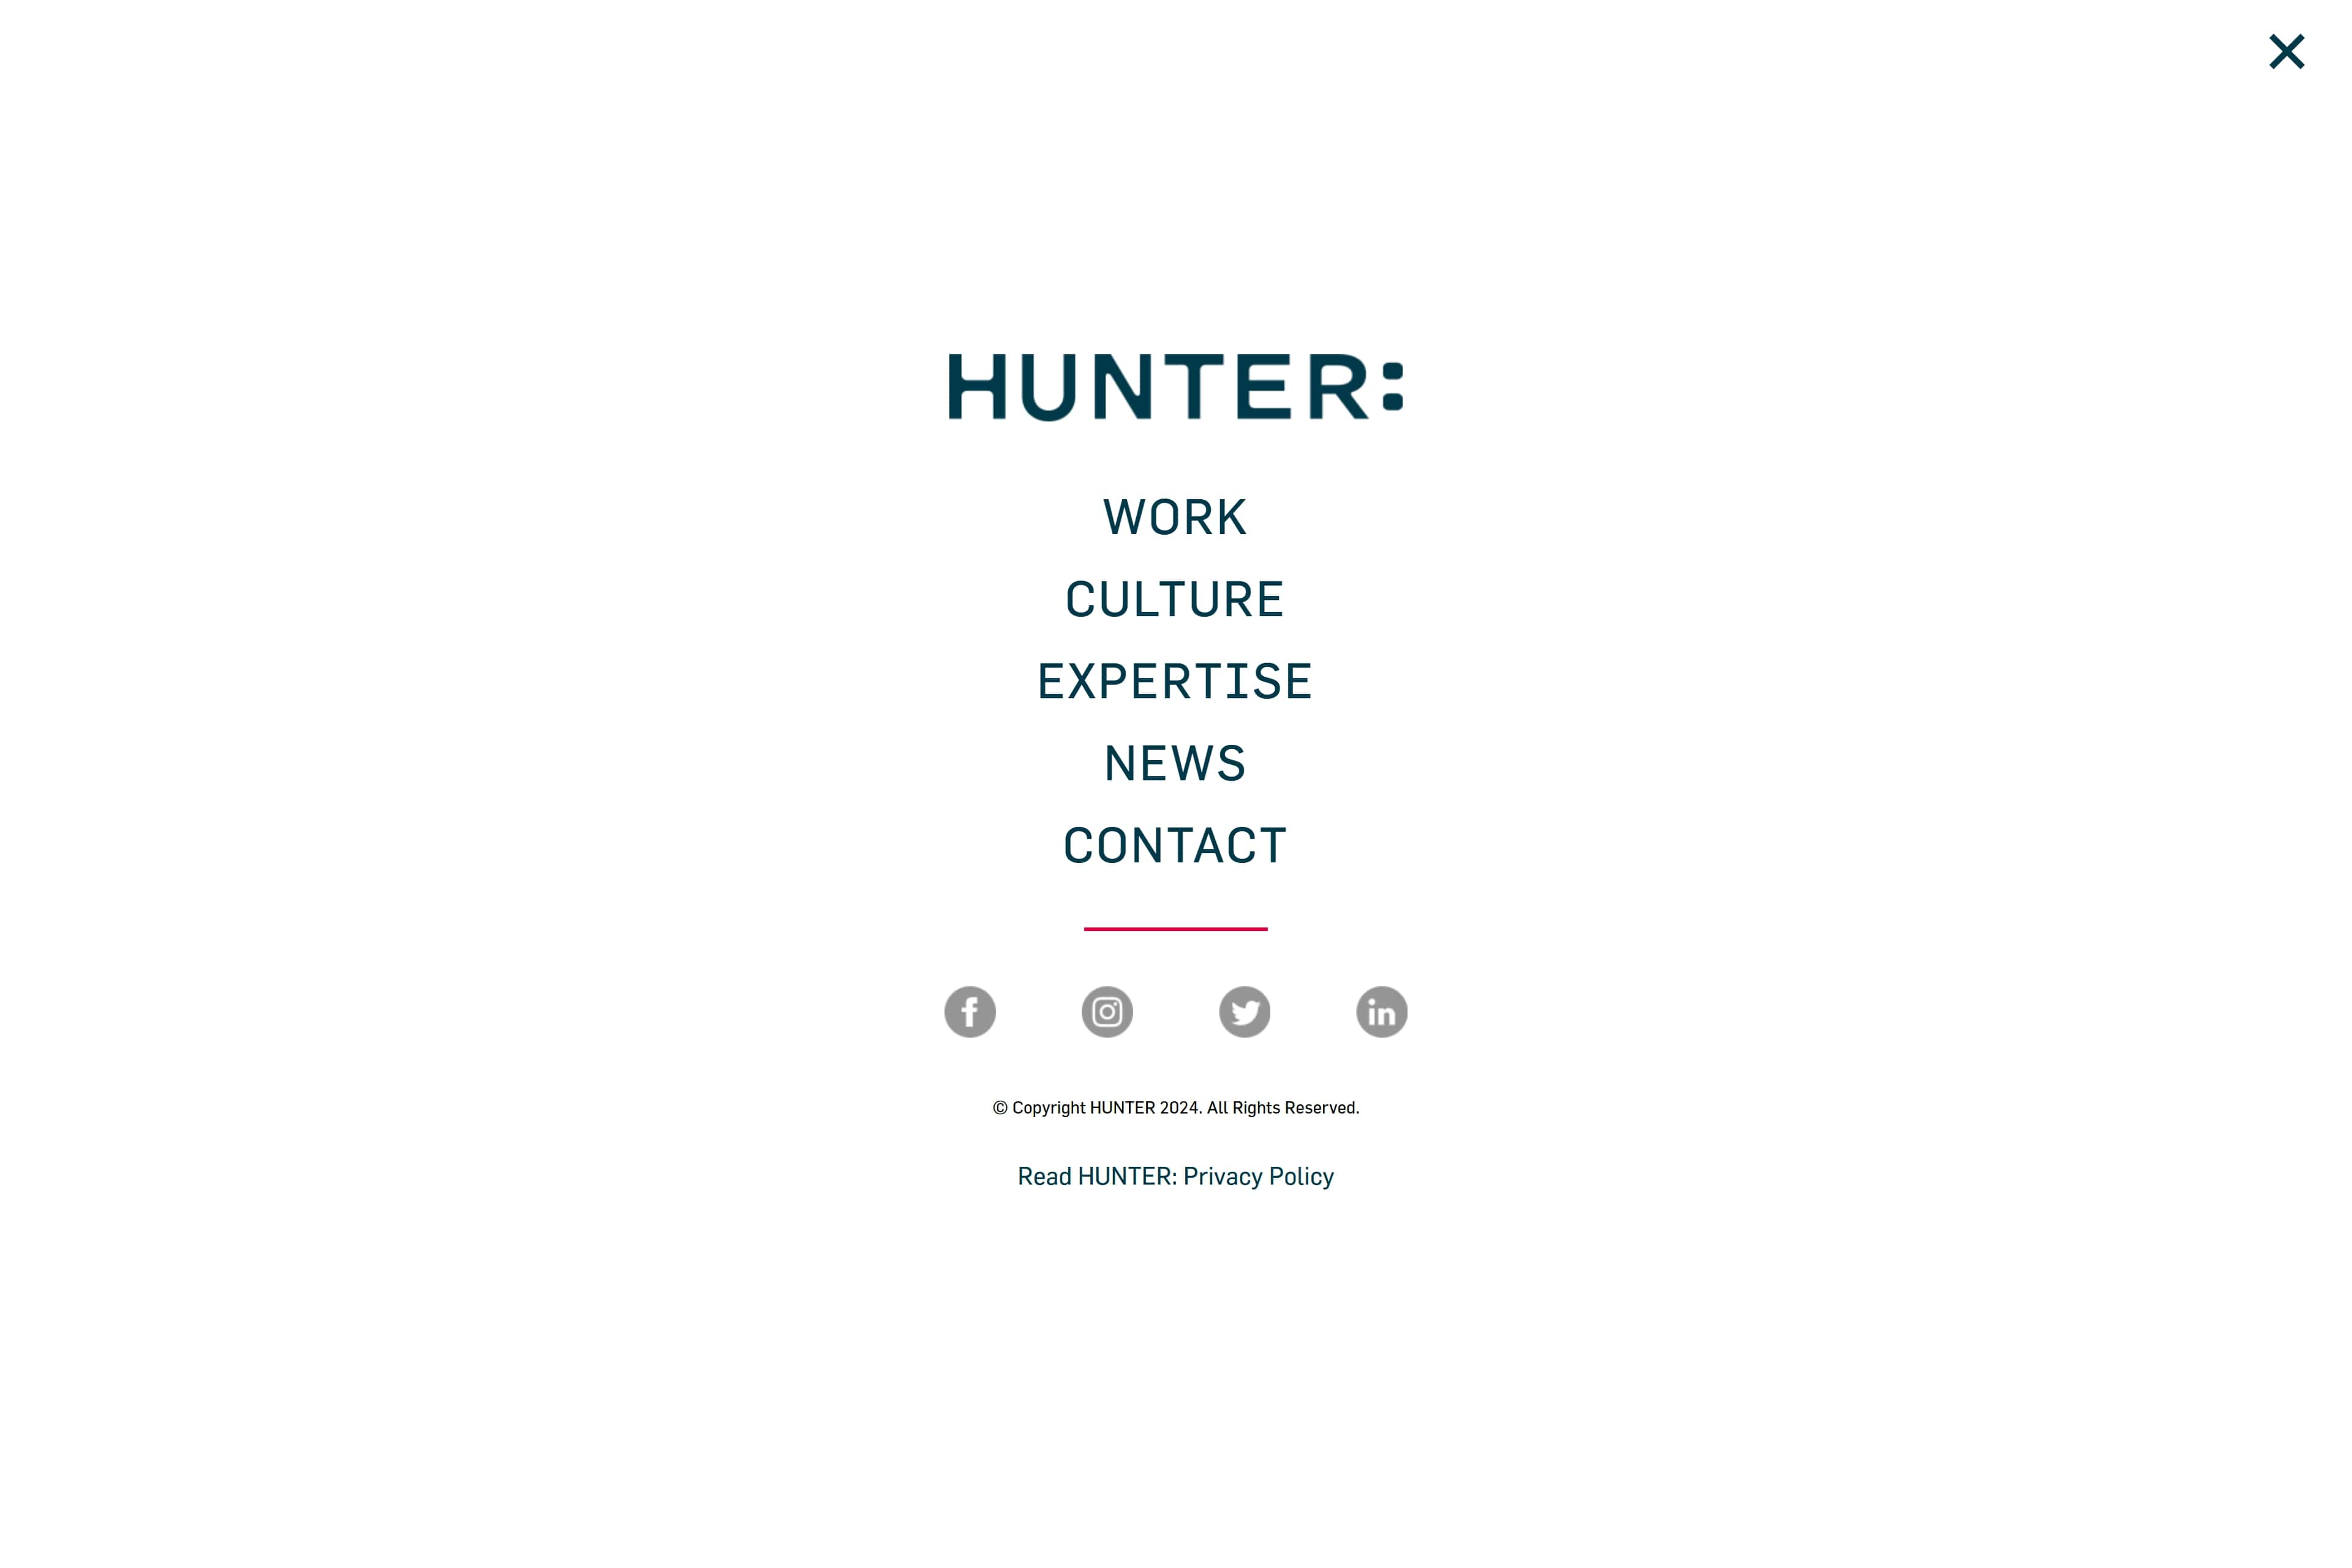 HUNTER:
WORK
CULTURE
EXPERTISE
NEWS
CONTACT
© Copyright HUNTER 2024. All Rights Reserved.
Read HUNTER: Privacy Policy